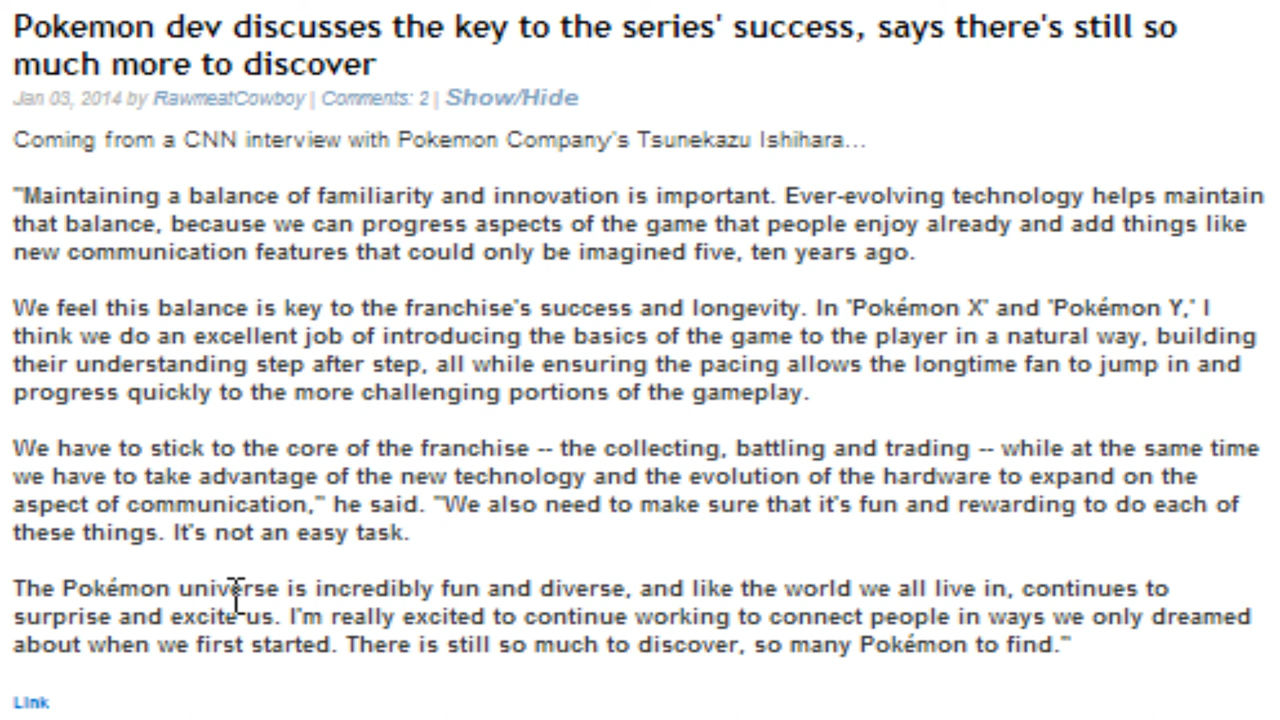 Pokemon dev discusses the key to the series' success, says there's still so
much more to discover
Jan 03, 2014 by RawmeatCowboy | Comments: 2 | Show/Hide
Coming from a CNN interview with Pokemon Company's Tsunekazu Ishihara...
"Maintaining a balance of familiarity and innovation is important. Ever-evolving technology helps maintain
that balance, because we can progress aspects of the game that people enjoy already and add things like
new communication features that could only be imagined five, ten years ago.
We feel this balance is key to the franchise's success and longevity. In "Pokémon X" and "Pokémon Y," I
think we do an excellent job of introducing the basics of the game to the player in a natural way, building
their understanding step after step, all while ensuring the pacing allows the longtime fan to jump in and
progress quickly to the more challenging portions of the gameplay.
We have to stick to the core of the franchise -- the collecting, battling and trading -- while at the same time
we have to take advantage of the new technology and the evolution of the hardware to expand on the
aspect of communication,'" he said. "'We also need to make sure that it's fun and rewarding to do each of
these things. It's not an easy task.
The Pokémon universe is incredibly fun and diverse, and like the world we all live in, continues to
surprise and excite us. I'm really excited to continue working to connect people in ways we only dreamed
about when we first started. There is still so much to discover, so many Pokémon to find.'"
Link